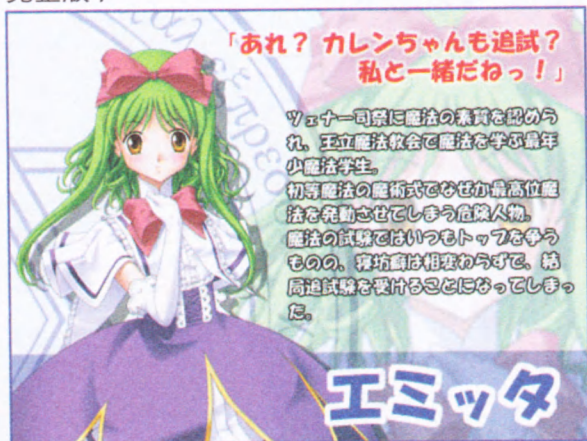 「あれ？ カレンちゃんも追試？
私と一緒だねっ！」
ツェナー司祭に魔法の素質を認めら
れ、王立魔法教会で魔法を学ぶ最年
少魔法学生。
初等魔法の魔術式でなぜか最高位魔
法を発動させてしまう危険人物。
魔法の試験ではいつもトップを争う
ものの、寝坊癖は相変わらずで、結
局追試験を受けることになってしまっ
た。
エミッタ